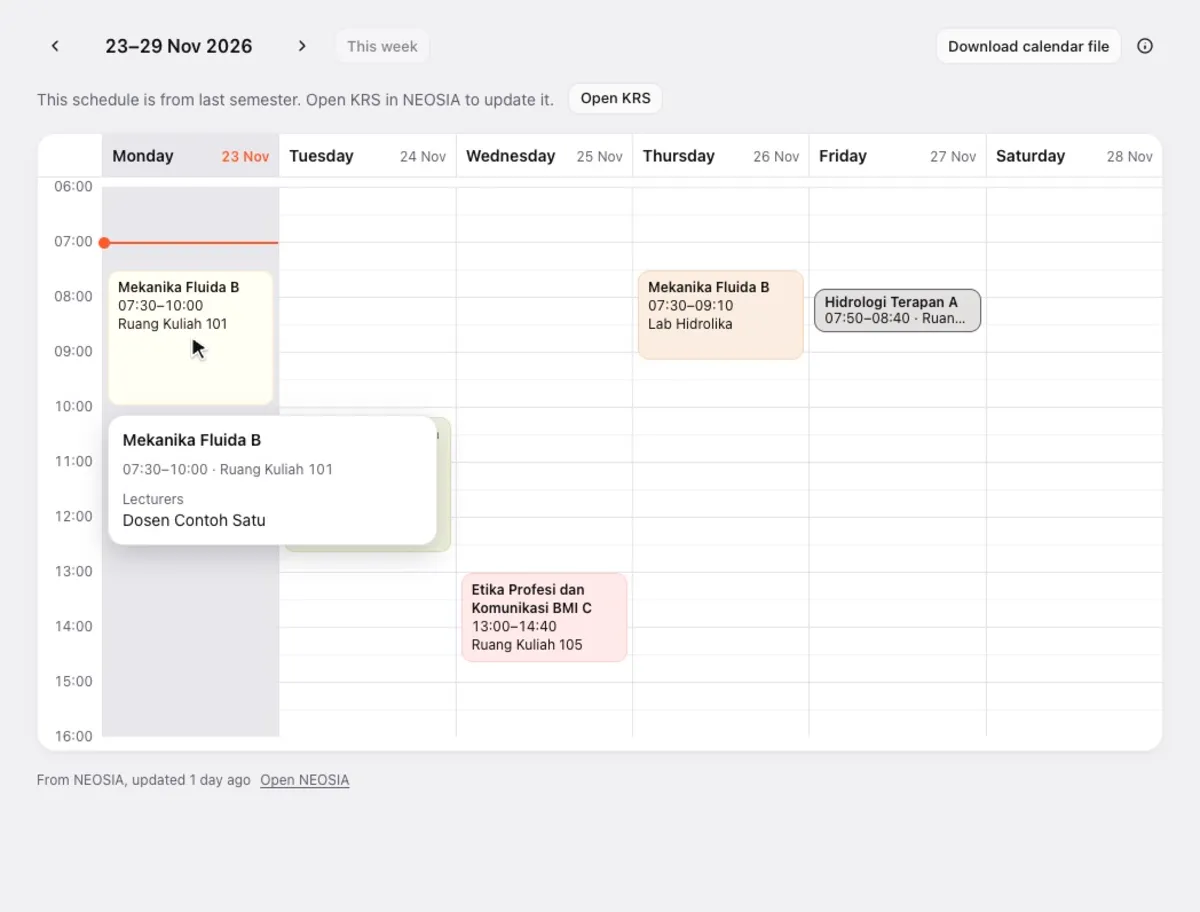 23–29 Nov 2026
This week
Download calendar file
This schedule is from last semester. Open KRS in NEOSIA to update it.
Open KRS
Monday 23 Nov
Tuesday 24 Nov
Wednesday 25 Nov
Thursday 26 Nov
Friday 27 Nov
Saturday 28 Nov
06:00
07:00
08:00
09:00
10:00
11:00
12:00
13:00
14:00
15:00
16:00
Mekanika Fluida B
07:30–10:00
Ruang Kuliah 101
Mekanika Fluida B
07:30–10:00 · Ruang Kuliah 101
Lecturers
Dosen Contoh Satu
Etika Profesi dan
Komunikasi BMI C
13:00–14:40
Ruang Kuliah 105
Mekanika Fluida B
07:30–09:10
Lab Hidrolika
Hidrologi Terapan A
07:50–08:40 · Ruan...
From NEOSIA, updated 1 day ago
Open NEOSIA